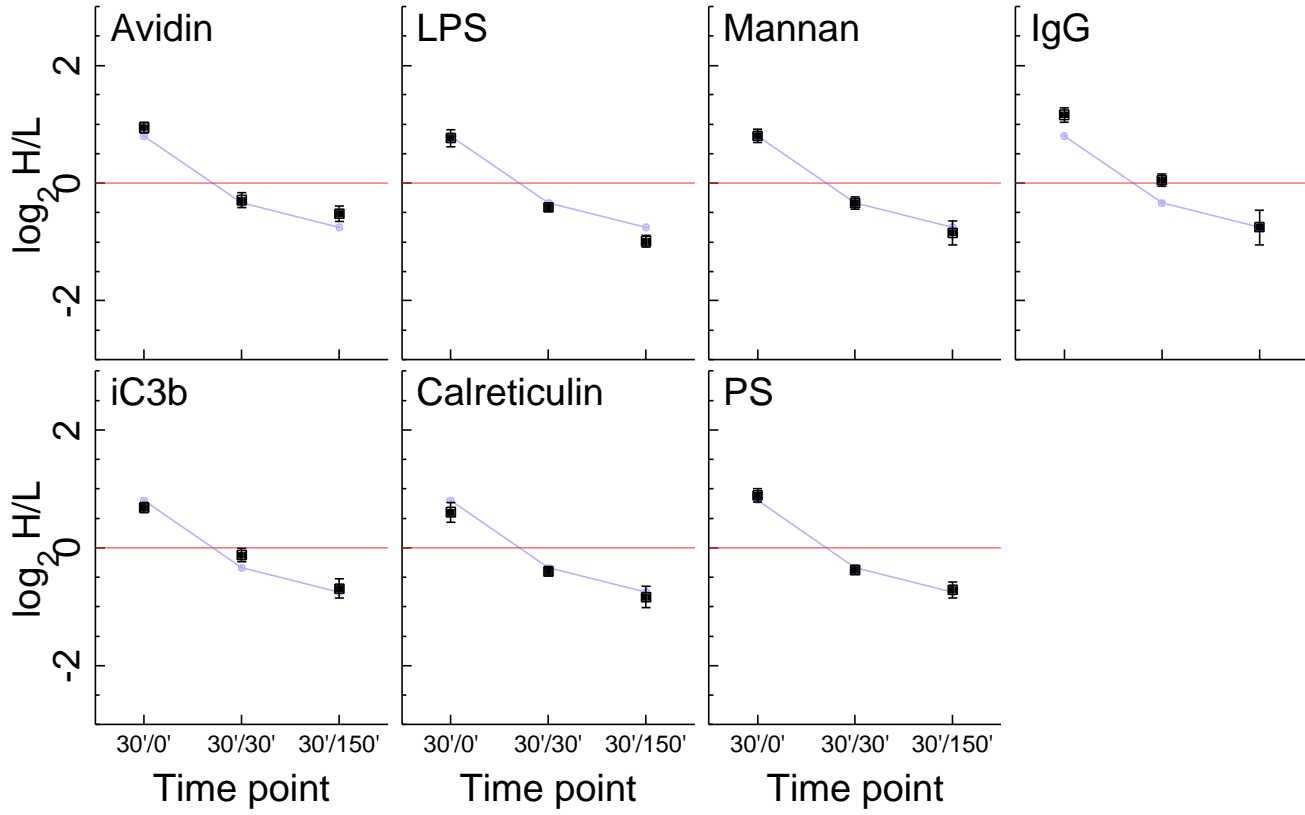 Avidin
LPS
Mannan
IgG
2
0
-2
log₂ H/L
iC3b
Calreticulin
PS
2
0
-2
log₂ H/L
30'/0' 30'/30' 30'/150'
30'/0' 30'/30' 30'/150'
30'/0' 30'/30' 30'/150'
Time point
Time point
Time point